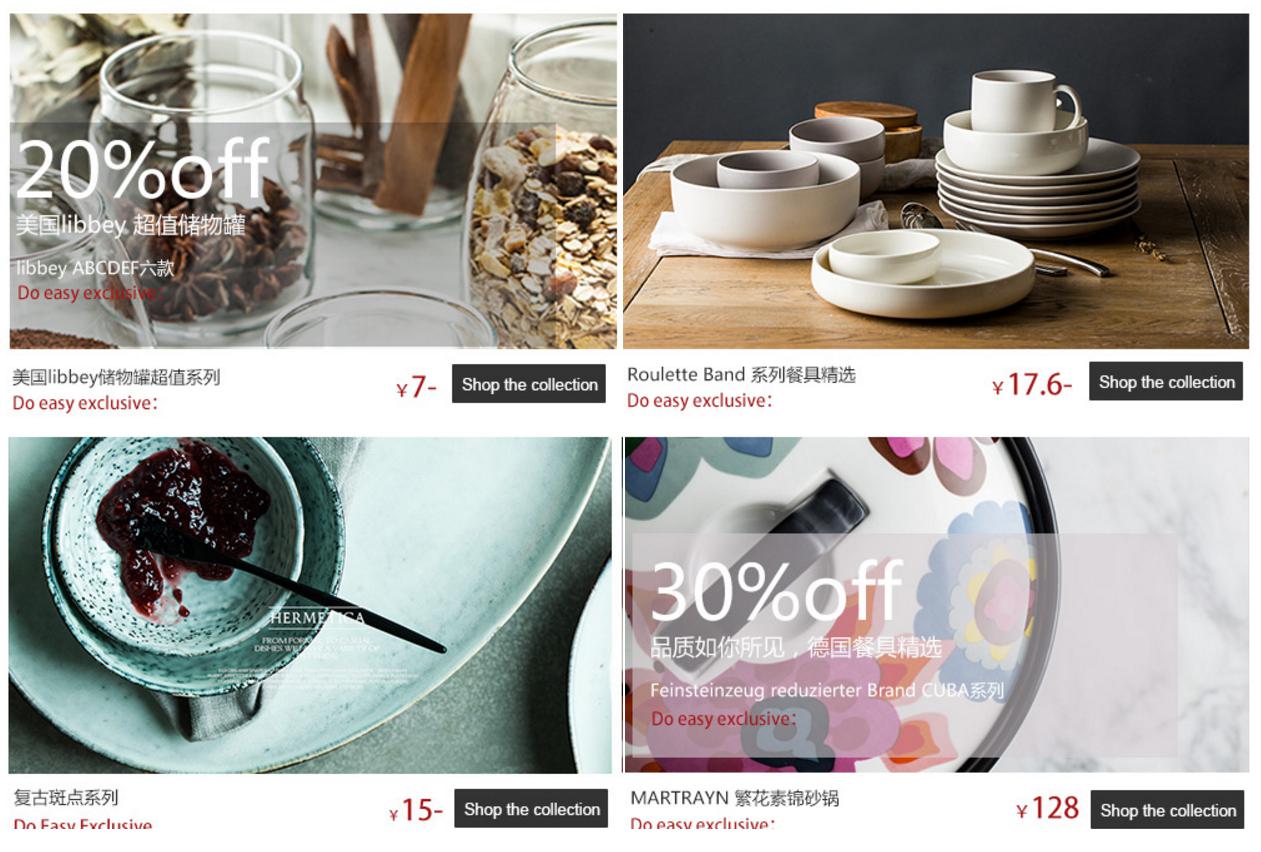 20%off
美国libbey 超值储物罐
libbey ABCDEF六款
Do easy exclusive:
美国libbey储物罐超值系列
Do easy exclusive:
¥7-
Shop the collection
Roulette Band 系列餐具精选
Do easy exclusive:
¥17.6-
Shop the collection
HERMETICA
FROM FORMAL TO CASUAL
DISHES WITH A VARIETY OF
30%off
品质如你所见，德国餐具精选
Feinsteinzeug reduzierter Brand CUBA系列
Do easy exclusive:
复古斑点系列
Do Easy Exclusive
¥15-
Shop the collection
MARTRAYN 繁花素锦砂锅
Do easy exclusive:
¥128
Shop the collection